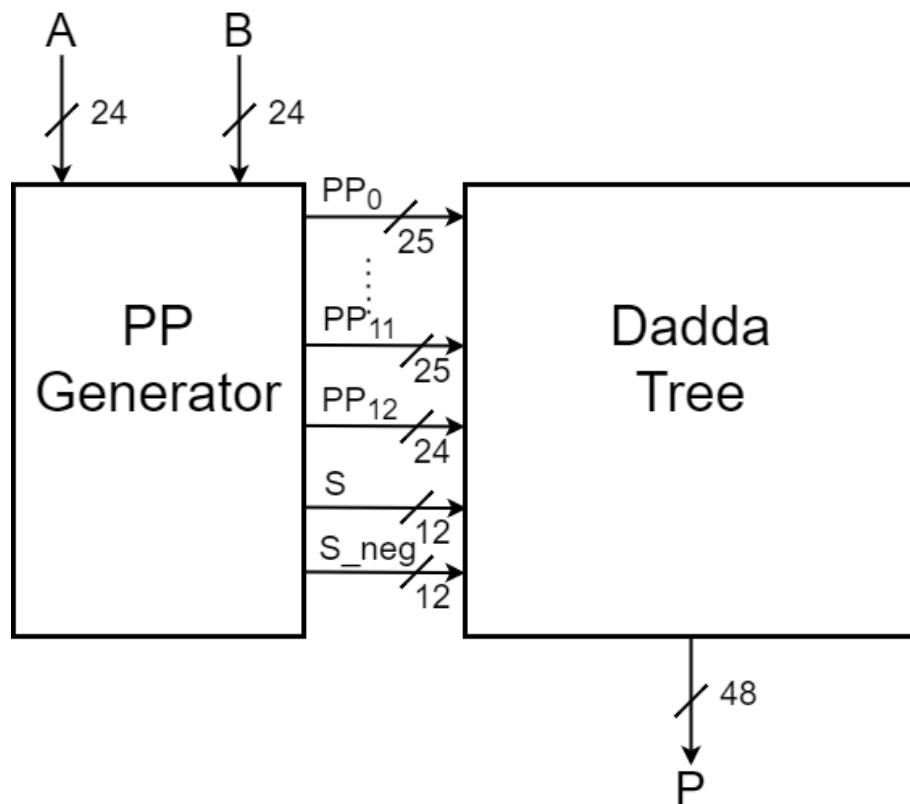 A
B
24
24
PP₀
25
PP₁₁
25
PP₁₂
24
S
12
S_neg
12
PP
Generator
Dadda
Tree
48
P